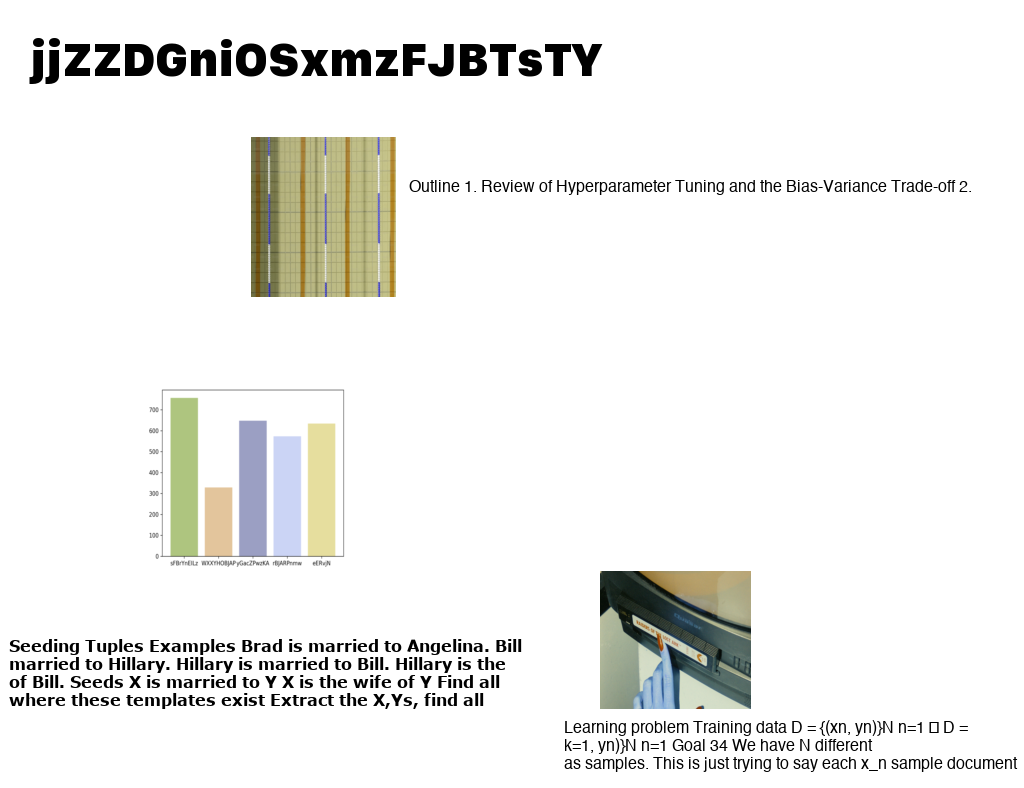 jjZZDGniOSxmzFJBTsTY
Outline 1. Review of Hyperparameter Tuning and the Bias-Variance Trade-off 2.
700
600
500
400
300
200
100
0
sFBrYnEILz WXXYHOBJAP yGacZPwzKA rBJARPnmw eERvjN
Seeding Tuples Examples Brad is married to Angelina. Bill
married to Hillary. Hillary is married to Bill. Hillary is the
of Bill. Seeds X is married to Y X is the wife of Y Find all
where these templates exist Extract the X,Ys, find all
Learning problem Training data D = {(xn, yn)}N n=1 □ D =
k=1, yn)}N n=1 Goal 34 We have N different
as samples. This is just trying to say each x_n sample document